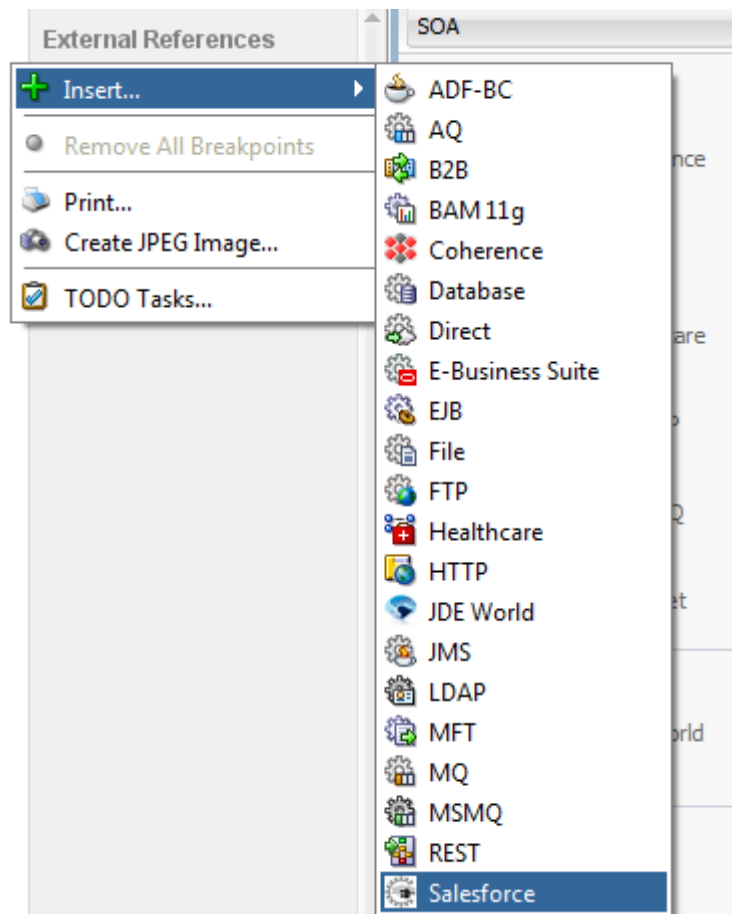 External References
SOA
Insert...
Remove All Breakpoints
Print...
Create JPEG Image...
TODO Tasks...
ADF-BC
AQ
B2B
BAM 11g
Coherence
Database
Direct
E-Business Suite
EJB
File
FTP
Healthcare
HTTP
JDE World
JMS
LDAP
MFT
MQ
MSMQ
REST
Salesforce